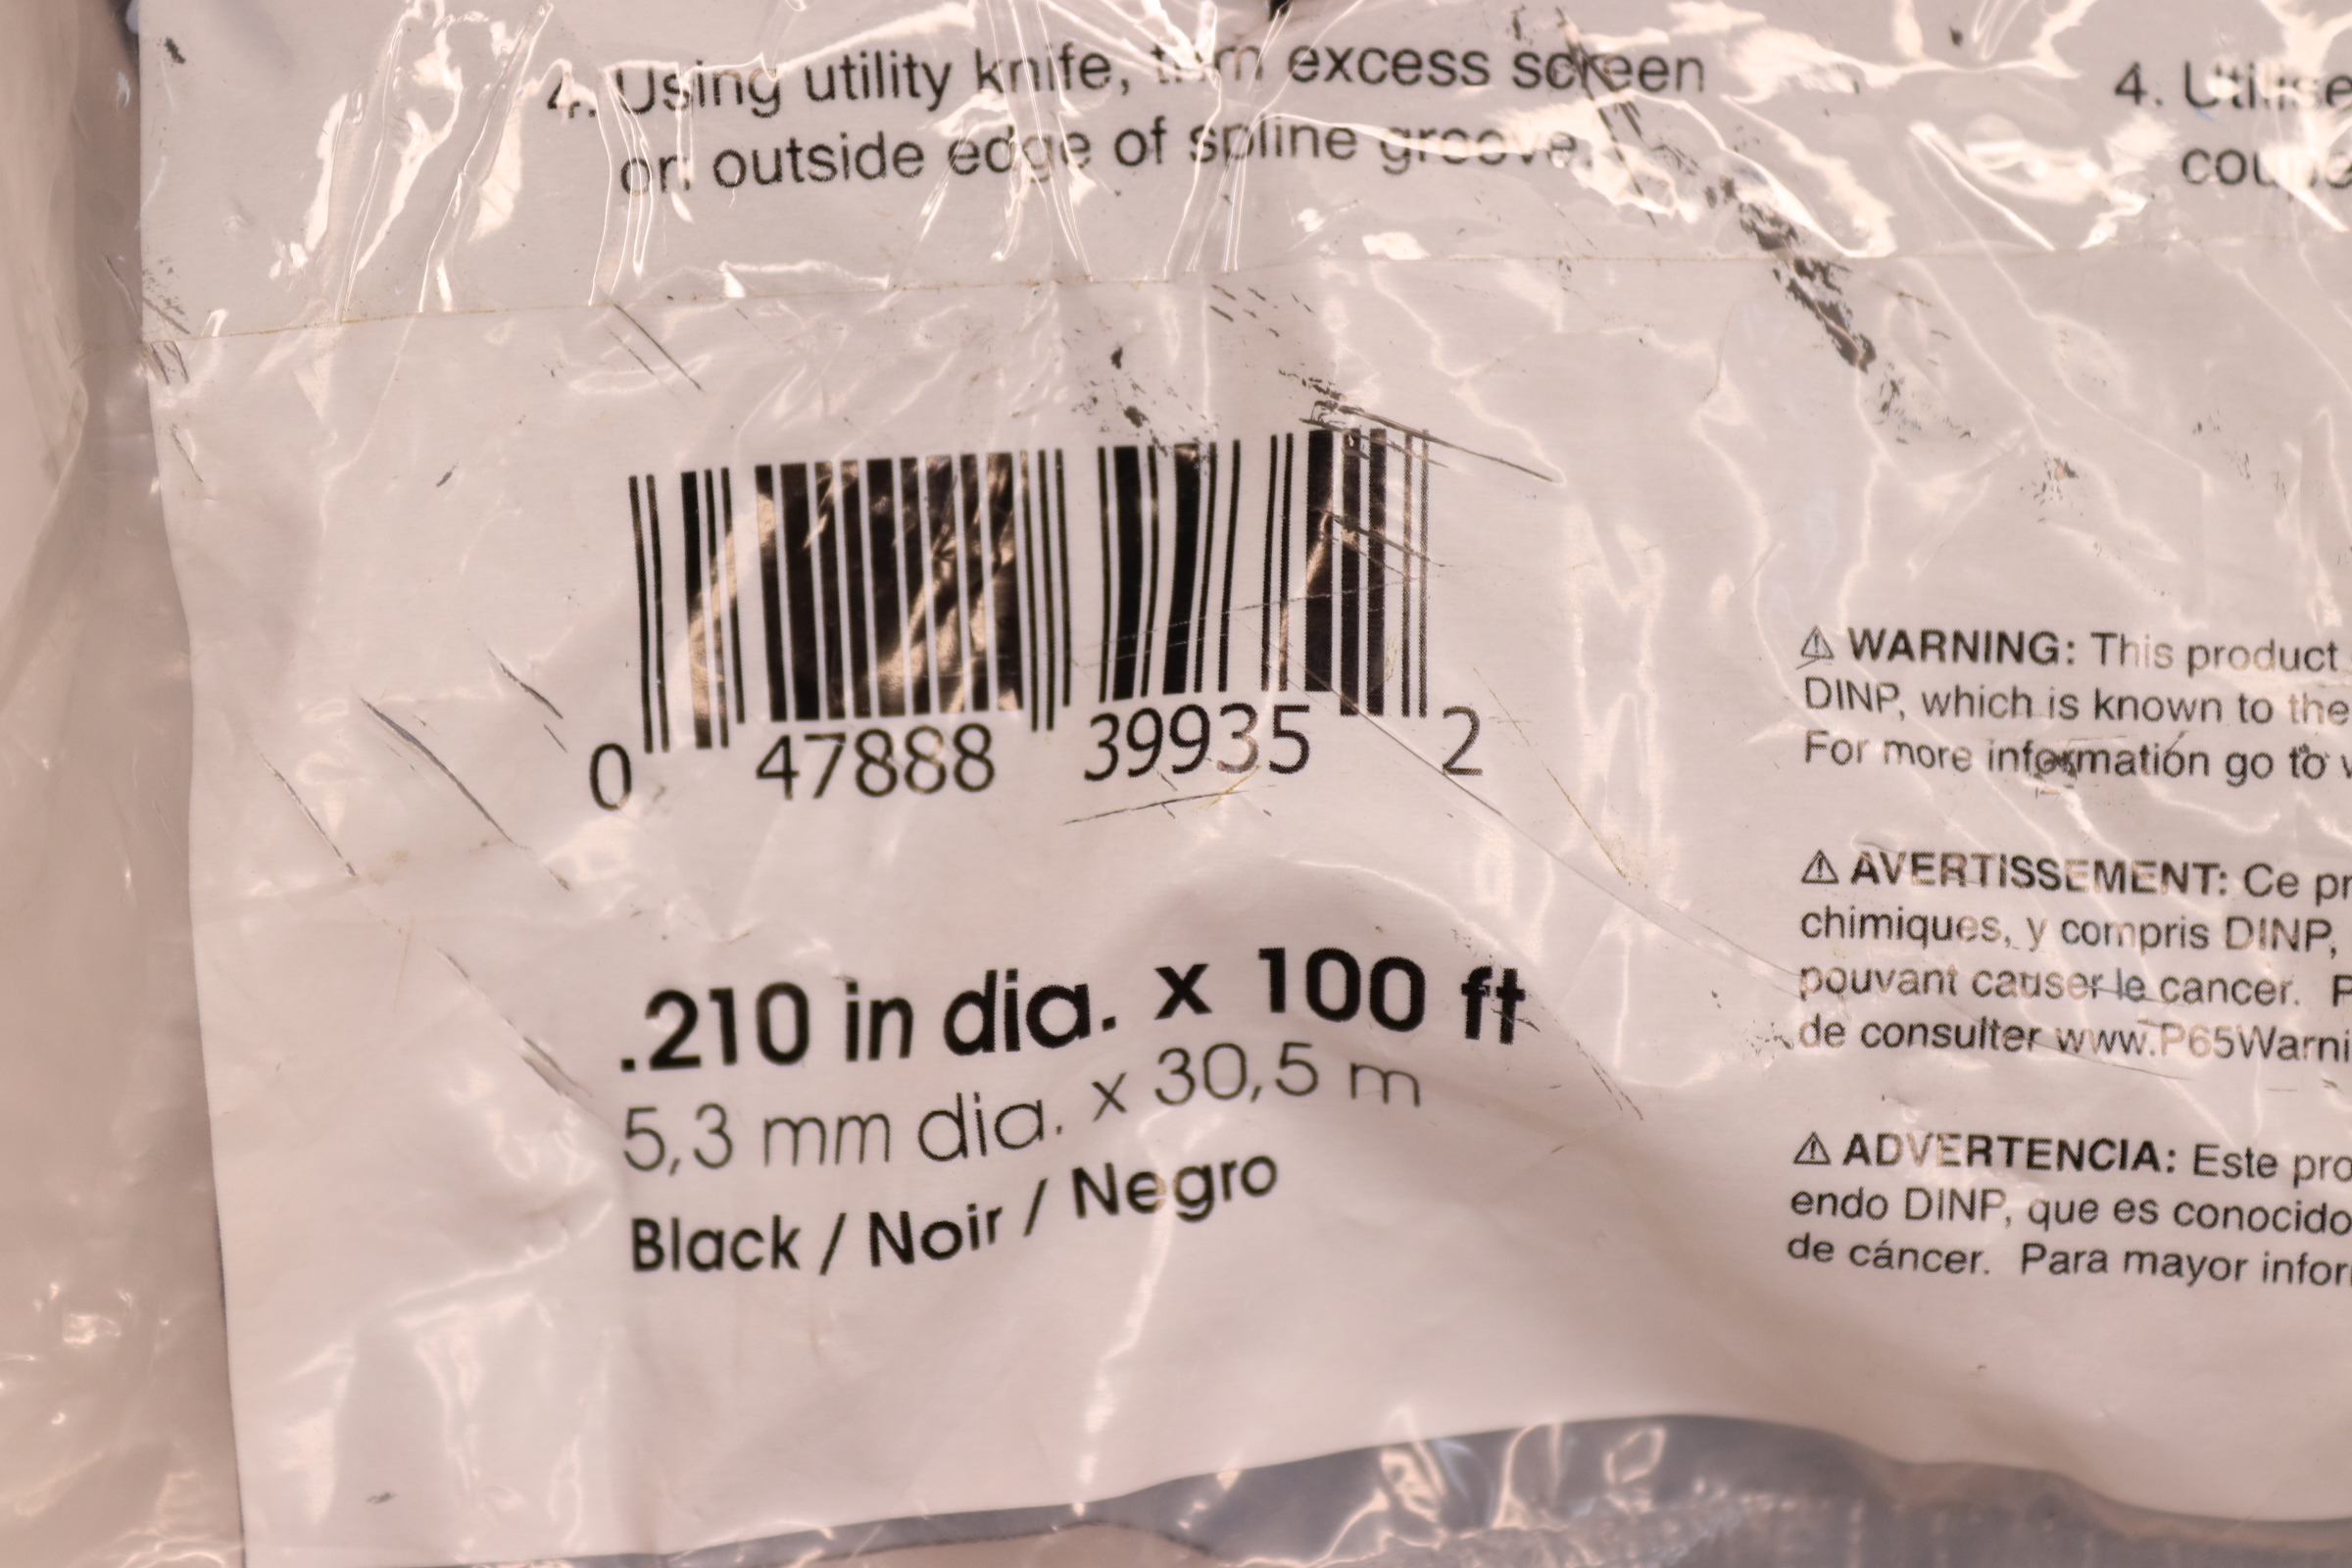 4. Using utility knife, trim excess screen
on outside edge of spline groove.
4. Utilise
0 47888 39935 2
.210 in dia. x 100 ft
5,3 mm dia. x 30,5 m
Black / Noir / Negro
⚠ WARNING: This product
DINP, which is known to the
For more information go to
⚠ AVERTISSEMENT: Ce pr
chimiques, y compris DINP,
pouvant causer le cancer. P
de consulter www.P65Warni
⚠ ADVERTENCIA: Este pro
endo DINP, que es conocido
de cáncer. Para mayor infor